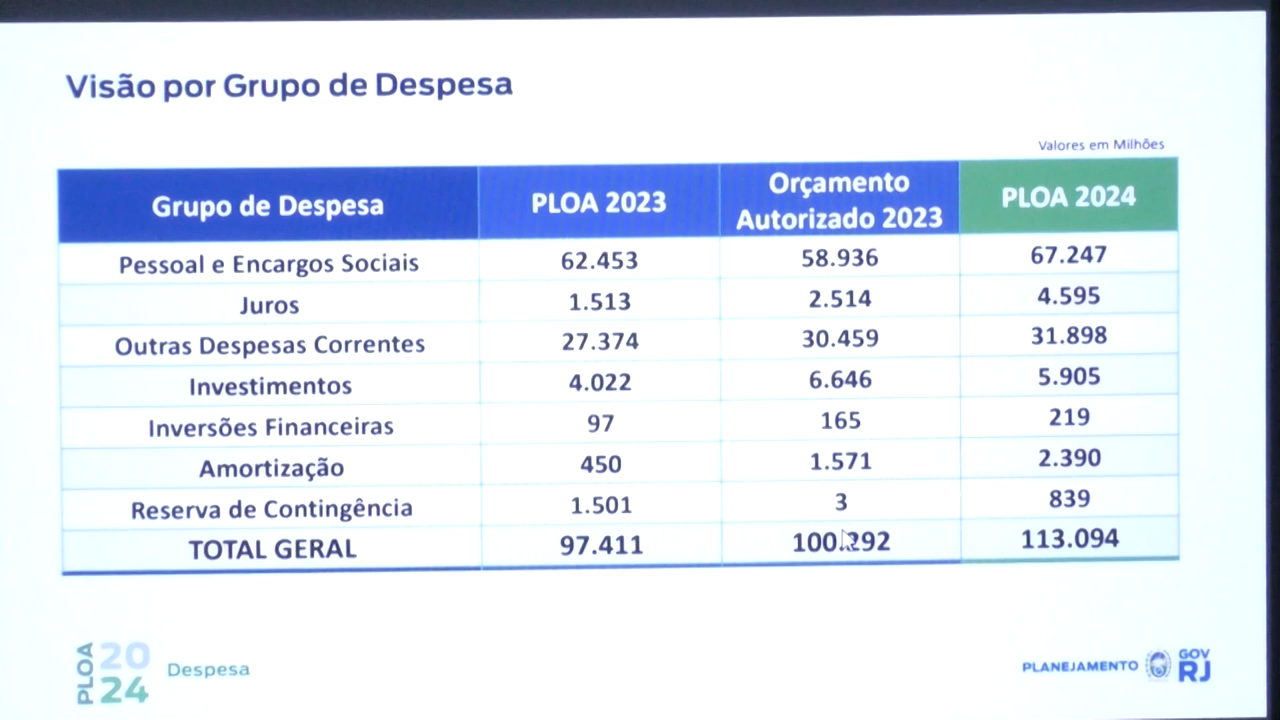 Visão por Grupo de Despesa
Valores em Milhões
Grupo de Despesa PLOA 2023 Orçamento Autorizado 2023 PLOA 2024
Pessoal e Encargos Sociais 62.453 58.936 67.247
Juros 1.513 2.514 4.595
Outras Despesas Correntes 27.374 30.459 31.898
Investimentos 4.022 6.646 5.905
Inversões Financeiras 97 165 219
Amortização 450 1.571 2.390
Reserva de Contingência 1.501 3 839
TOTAL GERAL 97.411 100.292 113.094
PLOA 2024 Despesa
PLANEJAMENTO GOV RJ